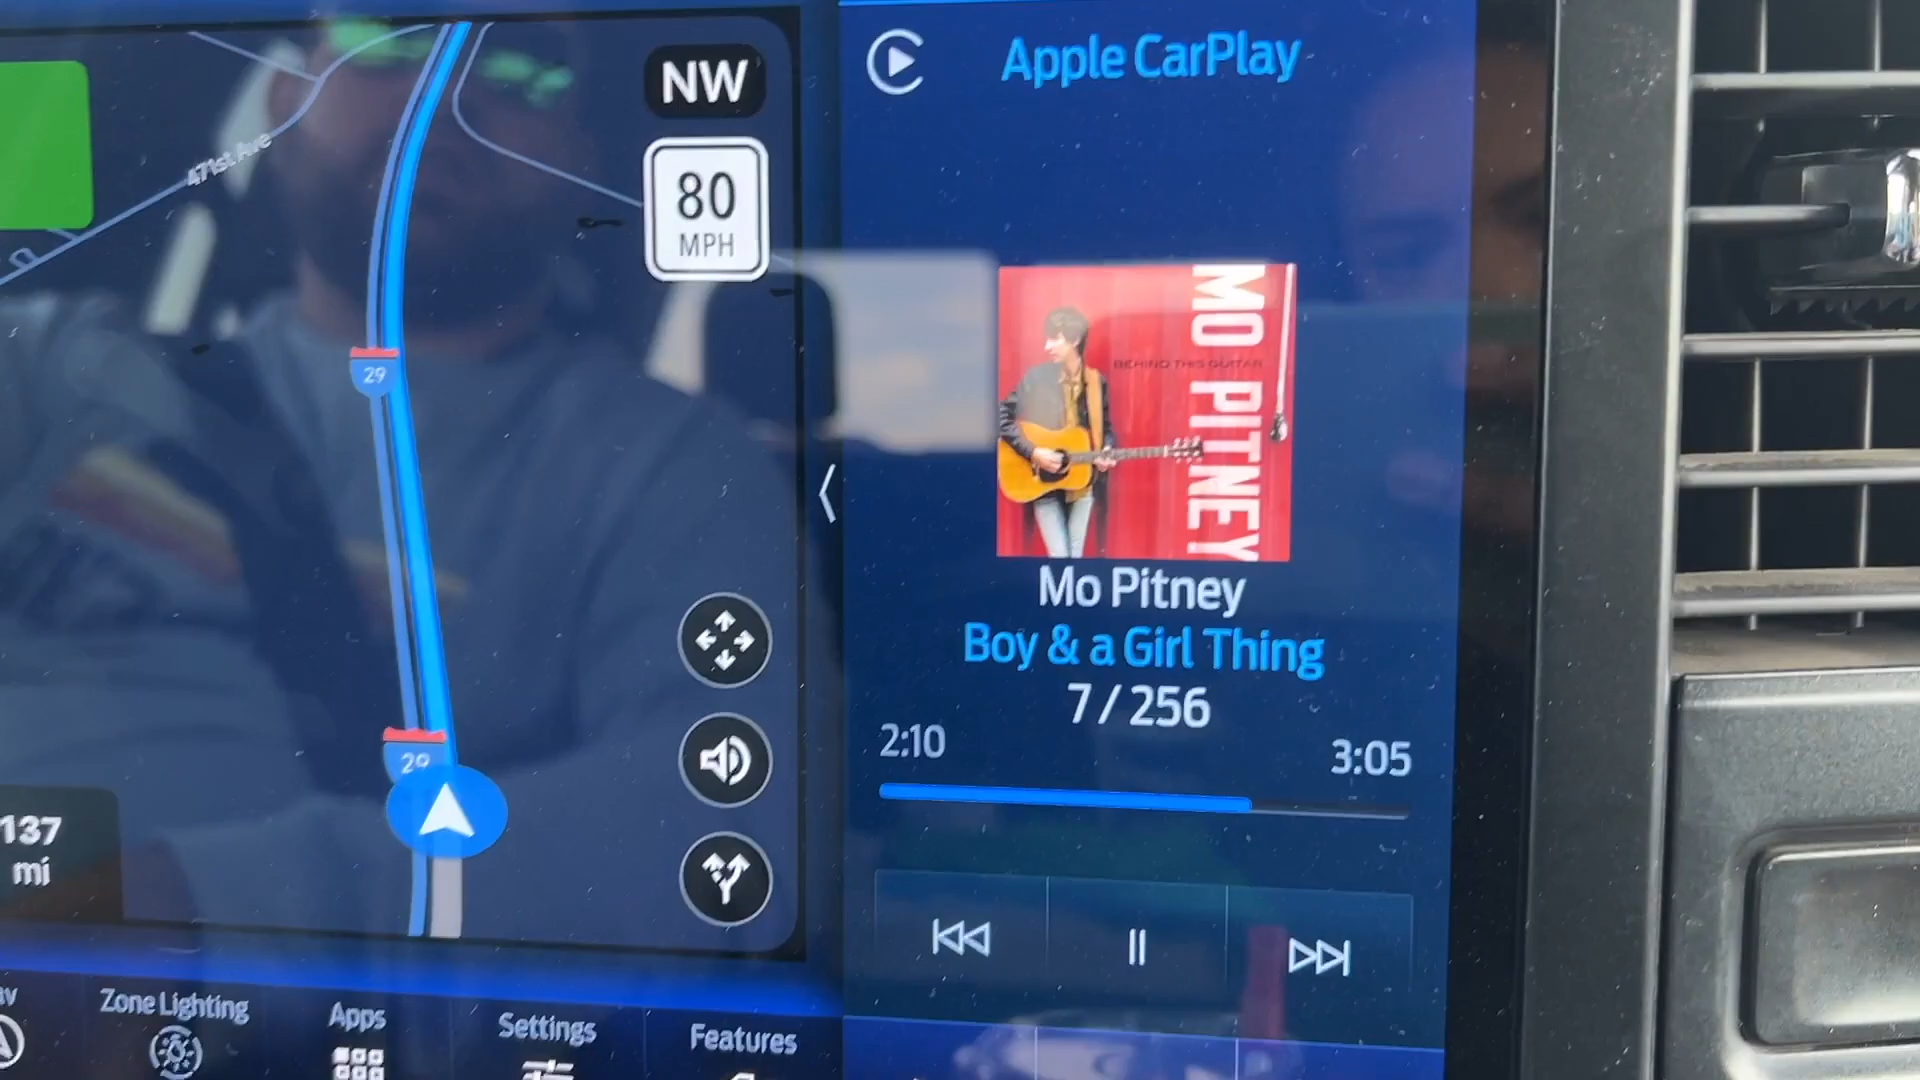 NW
80
MPH
471st Ave
29
29
137
mi
Apple CarPlay
MO PITNEY
BEHIND THIS GUITAR
Mo Pitney
Boy & a Girl Thing
7 / 256
2:10
3:05
Zone Lighting
Apps
Settings
Features